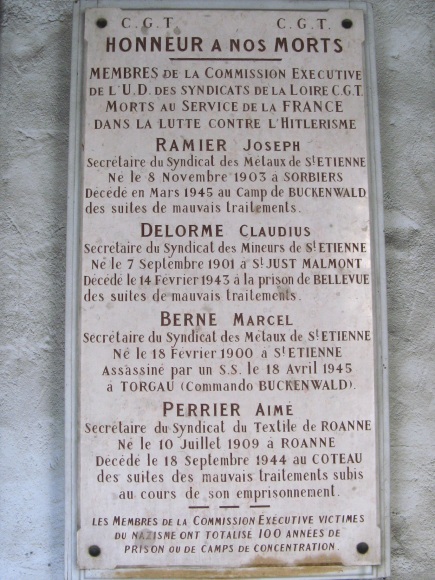 C.G.T C.G.T.
HONNEUR A NOS MORTS
MEMBRES DE LA COMMISSION EXECUTIVE
DE L'U.D. DES SYNDICATS DE LA LOIRE C.G.T.
MORTS AU SERVICE DE LA FRANCE
DANS LA LUTTE CONTRE L'HITLERISME
RAMIER JOSEPH
Secrétaire du Syndicat des Métaux de St ETIENNE
Né le 8 Novembre 1903 à SORBIERS
Décédé en Mars 1945 au Camp de BUCKENWALD
des suites de mauvais traitements.
DELORME CLAUDIUS
Secrétaire du Syndicat des Mineurs de St ETIENNE
Né le 7 Septembre 1901 à St JUST MALMONT
Décédé le 14 Février 1943 à la prison de BELLEVUE
des suites de mauvais traitements.
BERNE MARCEL
Secrétaire du Syndicat des Métaux de St ETIENNE
Né le 18 Février 1900 à St ETIENNE
Assassiné par un S.S. le 18 Avril 1945
à TORGAU (Commando BUCKENWALD).
PERRIER AIMÉ
Secrétaire du Syndicat du Textile de ROANNE
Né le 10 Juillet 1909 à ROANNE
Décédé le 18 Septembre 1944 au COTEAU
des suites des mauvais traitements subis
au cours de son emprisonnement.
LES MEMBRES DE LA COMMISSION EXECUTIVE VICTIMES
DU NAZISME ONT TOTALISÉ 100 ANNÉES DE
PRISON OU DE CAMPS DE CONCENTRATION.